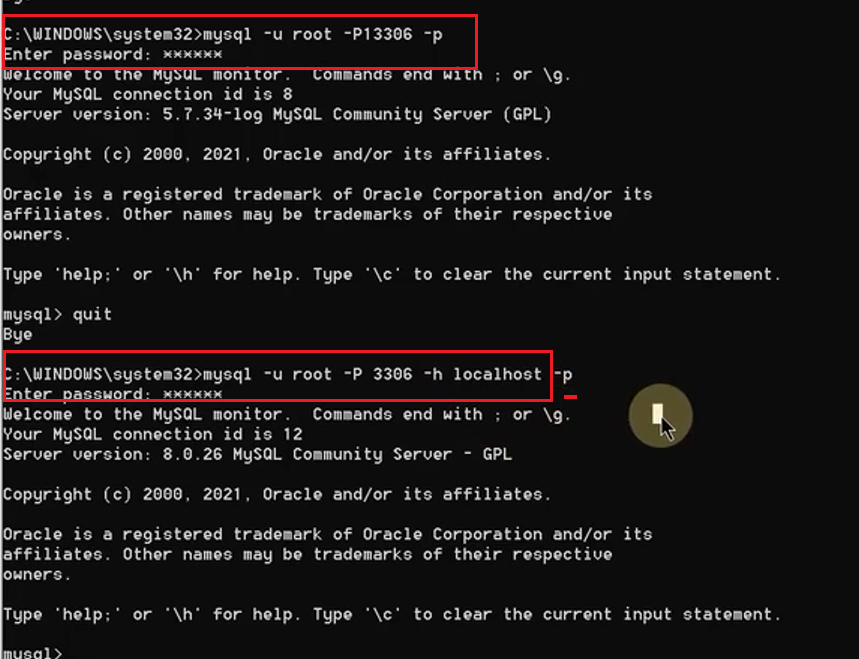 C:\WINDOWS\system32>mysql -u root -P13306 -p
Enter password: ******
Welcome to the MySQL monitor.  Commands end with ; or \g.
Your MySQL connection id is 8
Server version: 5.7.34-log MySQL Community Server (GPL)
Copyright (c) 2000, 2021, Oracle and/or its affiliates.
Oracle is a registered trademark of Oracle Corporation and/or its
affiliates. Other names may be trademarks of their respective
owners.
Type 'help;' or '\h' for help. Type '\c' to clear the current input statement.
mysql> quit
Bye
C:\WINDOWS\system32>mysql -u root -P 3306 -h localhost -p
Enter password: ******
Welcome to the MySQL monitor.  Commands end with ; or \g.
Your MySQL connection id is 12
Server version: 8.0.26 MySQL Community Server - GPL
Copyright (c) 2000, 2021, Oracle and/or its affiliates.
Oracle is a registered trademark of Oracle Corporation and/or its
affiliates. Other names may be trademarks of their respective
owners.
Type 'help;' or '\h' for help. Type '\c' to clear the current input statement.
mysql>